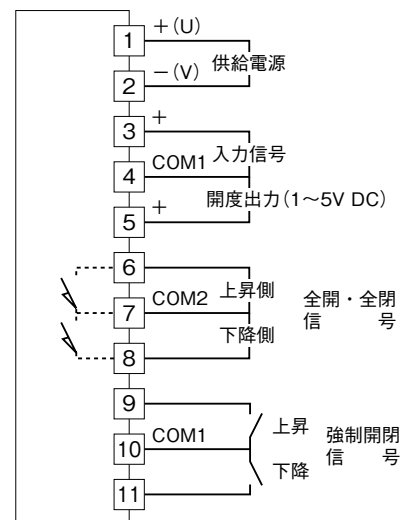 1 +(U)
供給電源
2 −(V)
3 +
入力信号
4 COM1
開度出力(1〜5V DC)
5 +
6
上昇側
7 COM2
下降側
8
全開・全閉
信 号
9
上昇
10 COM1
下降
11
強制開閉
信 号